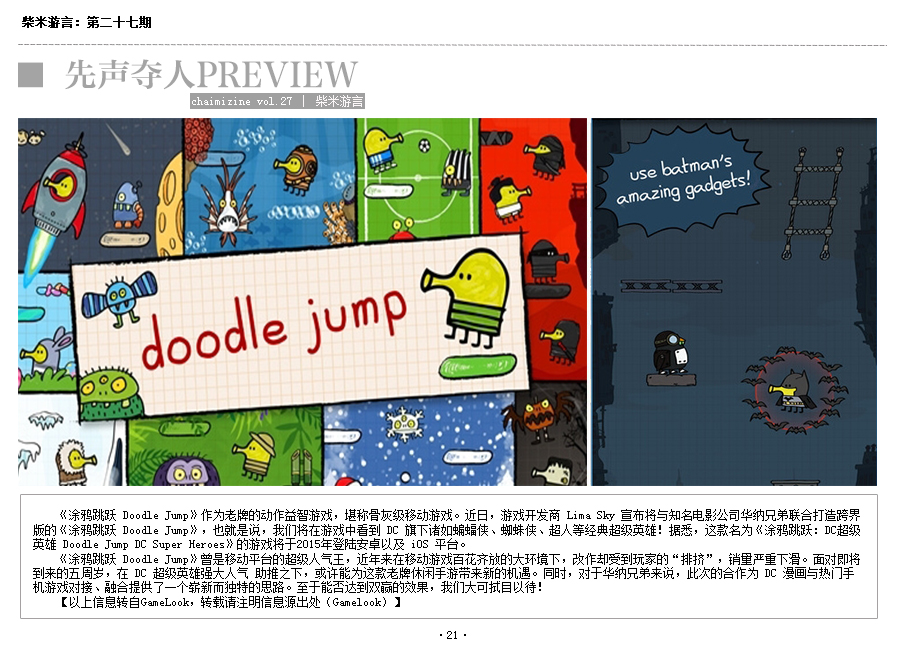 柴米游言：第二十七期
先声夺人PREVIEW
chaimizine vol.27 | 柴米游言
doodle jump
use batman's
amazing gadgets!
《涂鸦跳跃 Doodle Jump》作为老牌的动作益智游戏，堪称骨灰级移动游戏。近日，游戏开发商 Lima Sky 宣布将与知名电影公司华纳兄弟联合打造跨界
版的《涂鸦跳跃 Doodle Jump》，也就是说，我们将在游戏中看到 DC 旗下诸如蝙蝠侠、蜘蛛侠、超人等经典超级英雄！据悉，这款名为《涂鸦跳跃：DC超级
英雄 Doodle Jump DC Super Heroes》的游戏将于2015年登陆安卓以及 iOS 平台。
《涂鸦跳跃 Doodle Jump》曾是移动平台的超级人气王，近年来在移动游戏百花齐放的大环境下，改作却受到玩家的“排挤”，销量严重下滑。面对即将
到来的五周岁，在 DC 超级英雄强大人气 助推之下，或许能为这款老牌休闲手游带来新的机遇。同时，对于华纳兄弟来说，此次的合作为 DC 漫画与热门手
机游戏对接、融合提供了一个崭新而独特的思路。至于能否达到双赢的效果，我们大可拭目以待！
【以上信息转自GameLook，转载请注明信息源出处（Gamelook）】
·21·